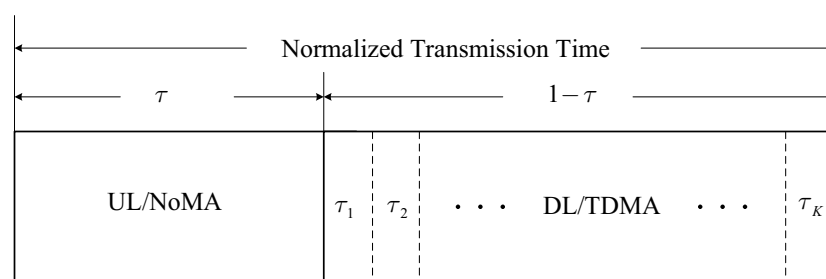 Normalized Transmission Time
τ 1−τ
UL/NoMA τ1 τ2 · · · DL/TDMA · · · τK